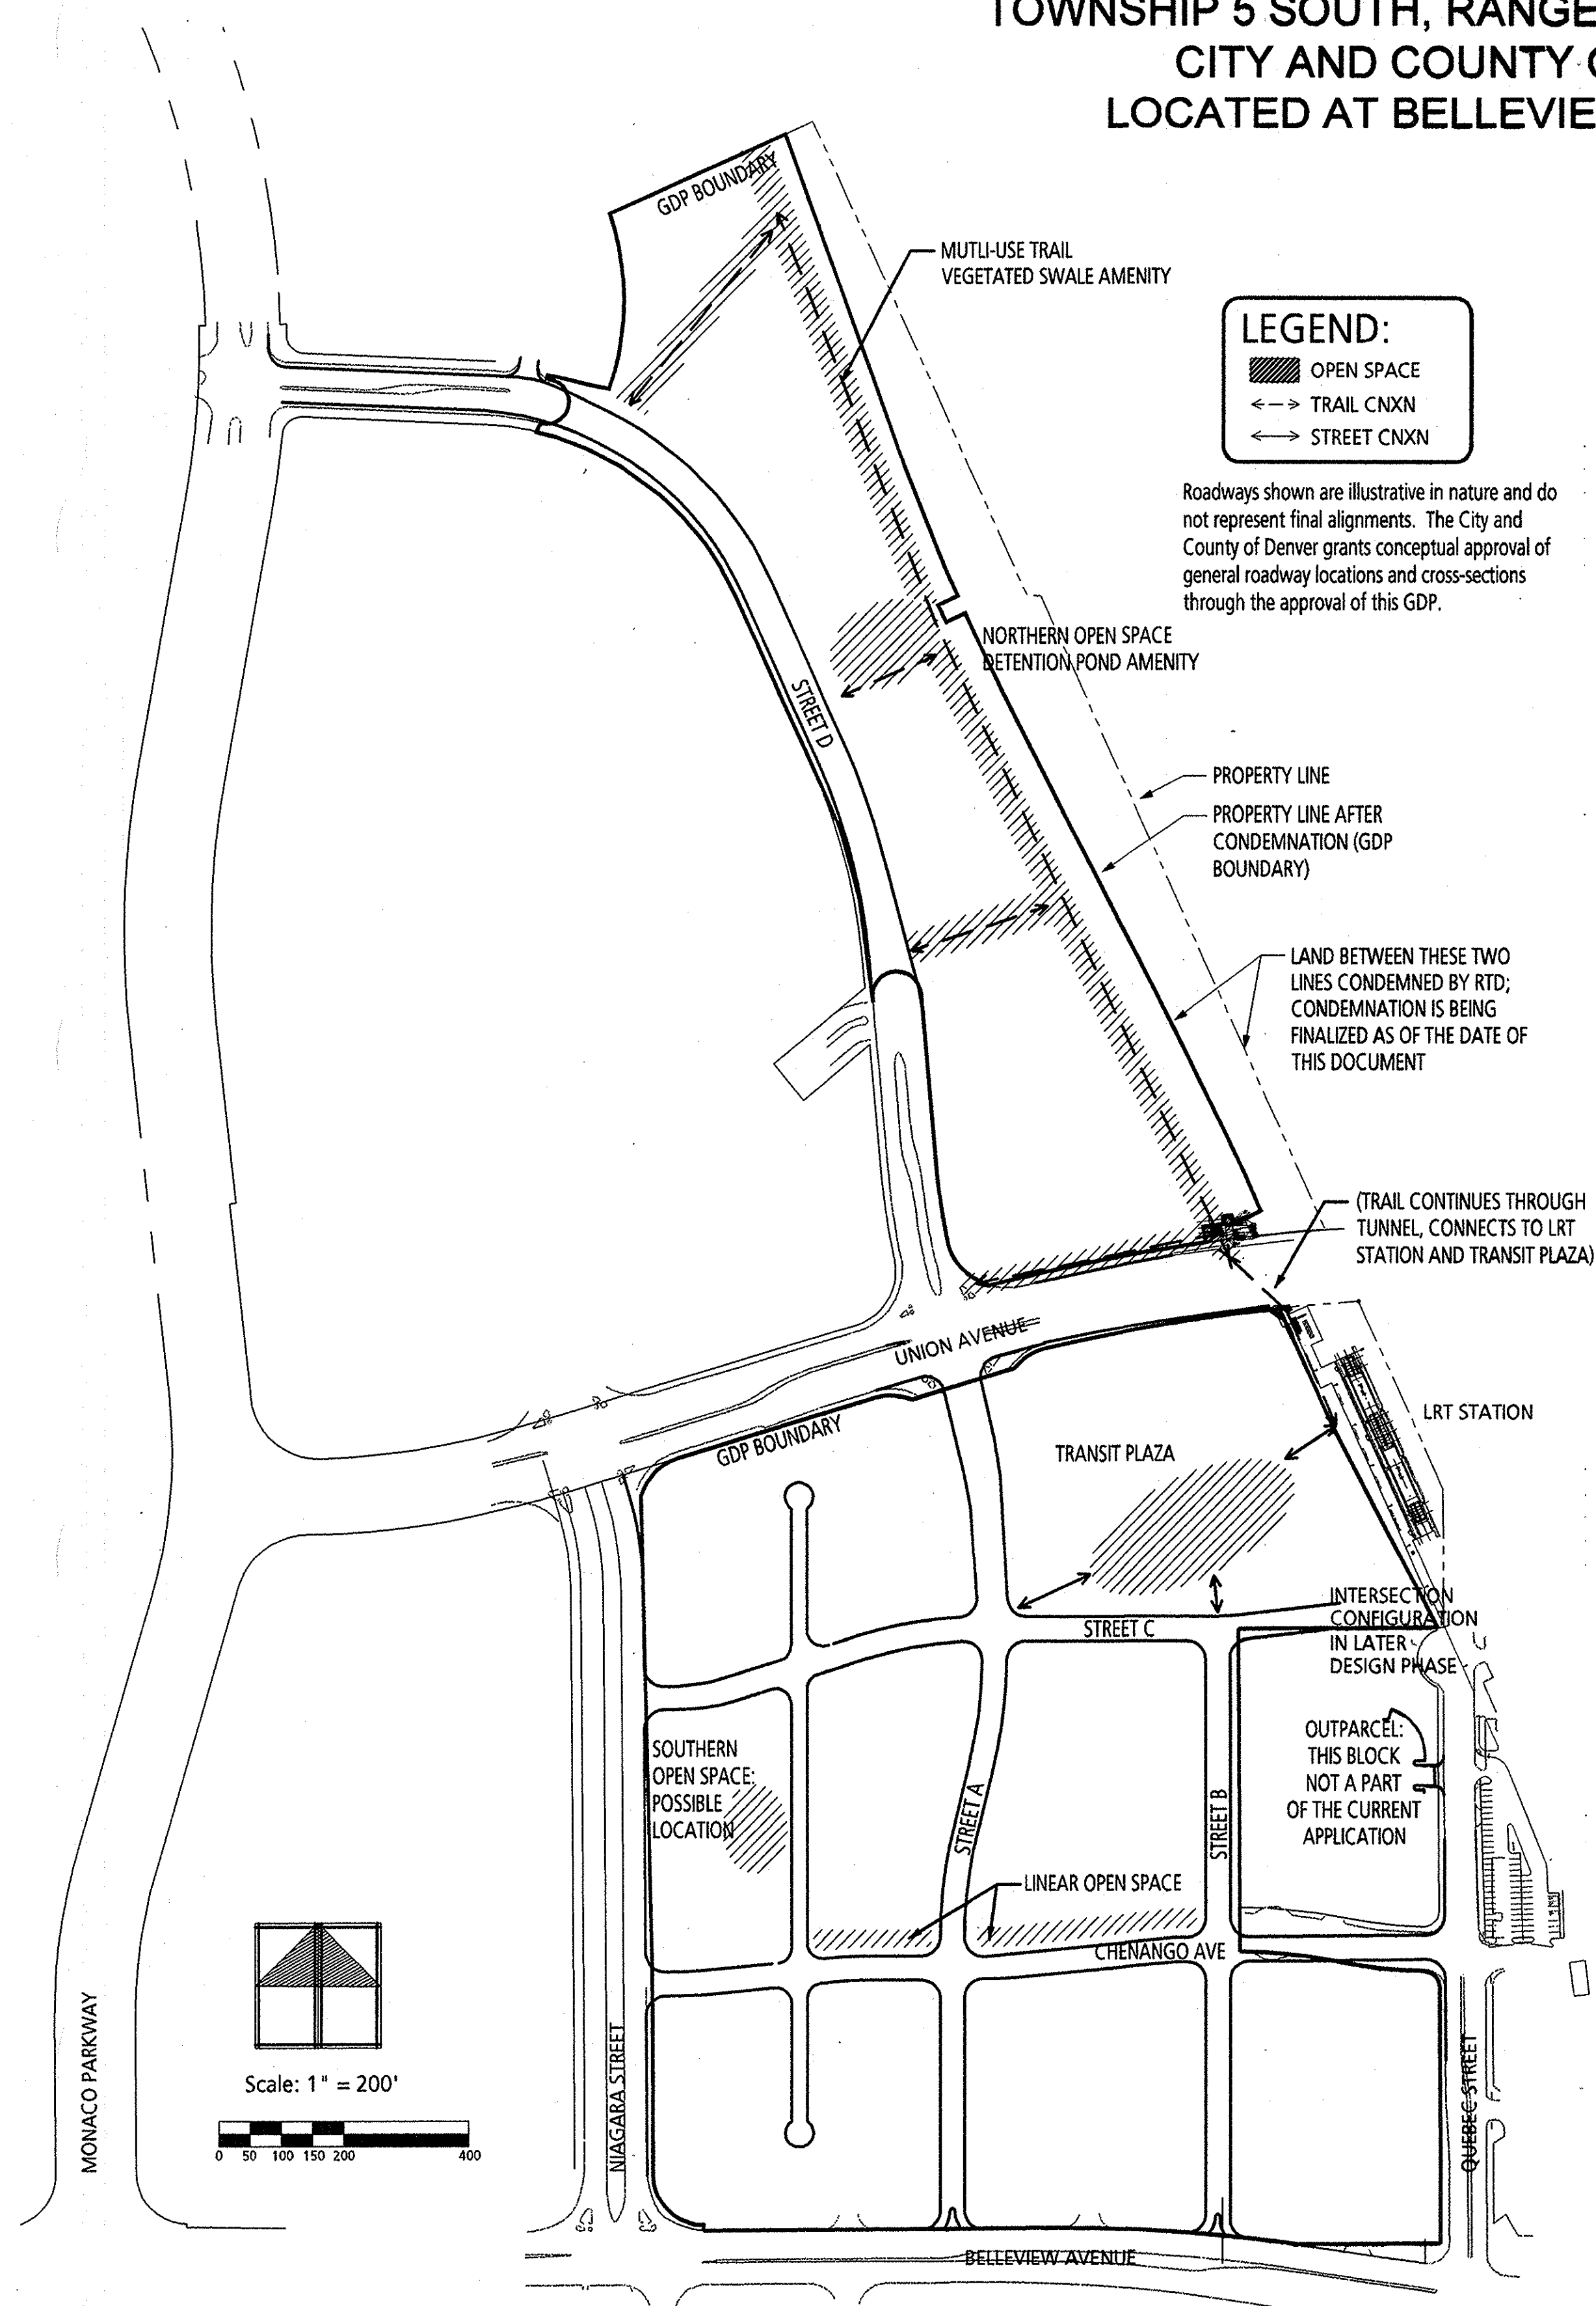 TOWNSHIP 5 SOUTH, RANGE
CITY AND COUNTY
LOCATED AT BELLEVIE
GDP BOUNDARY
MUTLI-USE TRAIL
VEGETATED SWALE AMENITY
LEGEND:
OPEN SPACE
TRAIL CNXN
STREET CNXN
Roadways shown are illustrative in nature and do
not represent final alignments. The City and
County of Denver grants conceptual approval of
general roadway locations and cross-sections
through the approval of this GDP.
NORTHERN OPEN SPACE
DETENTION POND AMENITY
STREET D
PROPERTY LINE
PROPERTY LINE AFTER
CONDEMNATION (GDP
BOUNDARY)
LAND BETWEEN THESE TWO
LINES CONDEMNED BY RTD;
CONDEMNATION IS BEING
FINALIZED AS OF THE DATE OF
THIS DOCUMENT
(TRAIL CONTINUES THROUGH
TUNNEL, CONNECTS TO LRT
STATION AND TRANSIT PLAZA)
UNION AVENUE
GDP BOUNDARY
TRANSIT PLAZA
LRT STATION
STREET C
INTERSECTION
CONFIGURATION
IN LATER
DESIGN PHASE
SOUTHERN
OPEN SPACE:
POSSIBLE
LOCATION
STREET A
STREET B
OUTPARCEL:
THIS BLOCK
NOT A PART
OF THE CURRENT
APPLICATION
LINEAR OPEN SPACE
CHENANGO AVE
MONACO PARKWAY
NIAGARA STREET
QUEBEC STREET
Scale: 1" = 200'
0 50 100 150 200 400
BELLEVIEW AVENUE